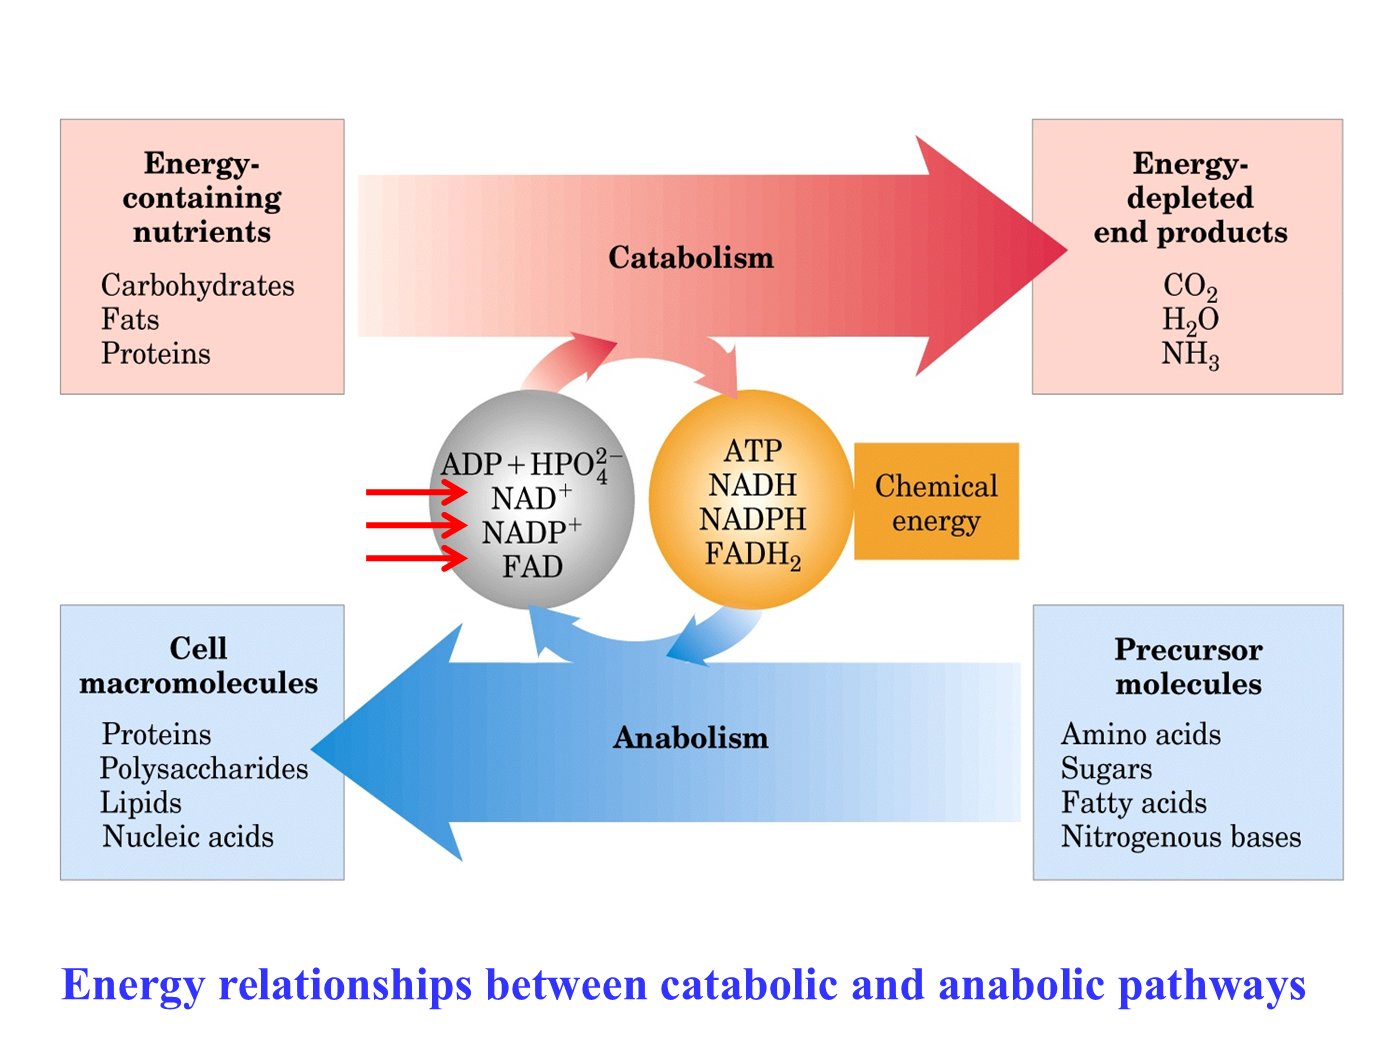 Energy-
containing
nutrients
Carbohydrates
Fats
Proteins
Catabolism
Energy-
depleted
end products
CO₂
H₂O
NH₃
ADP + HPO₄²⁻
NAD⁺
NADP⁺
FAD
ATP
NADH
NADPH
FADH₂
Chemical
energy
Cell
macromolecules
Proteins
Polysaccharides
Lipids
Nucleic acids
Anabolism
Precursor
molecules
Amino acids
Sugars
Fatty acids
Nitrogenous bases
Energy relationships between catabolic and anabolic pathways